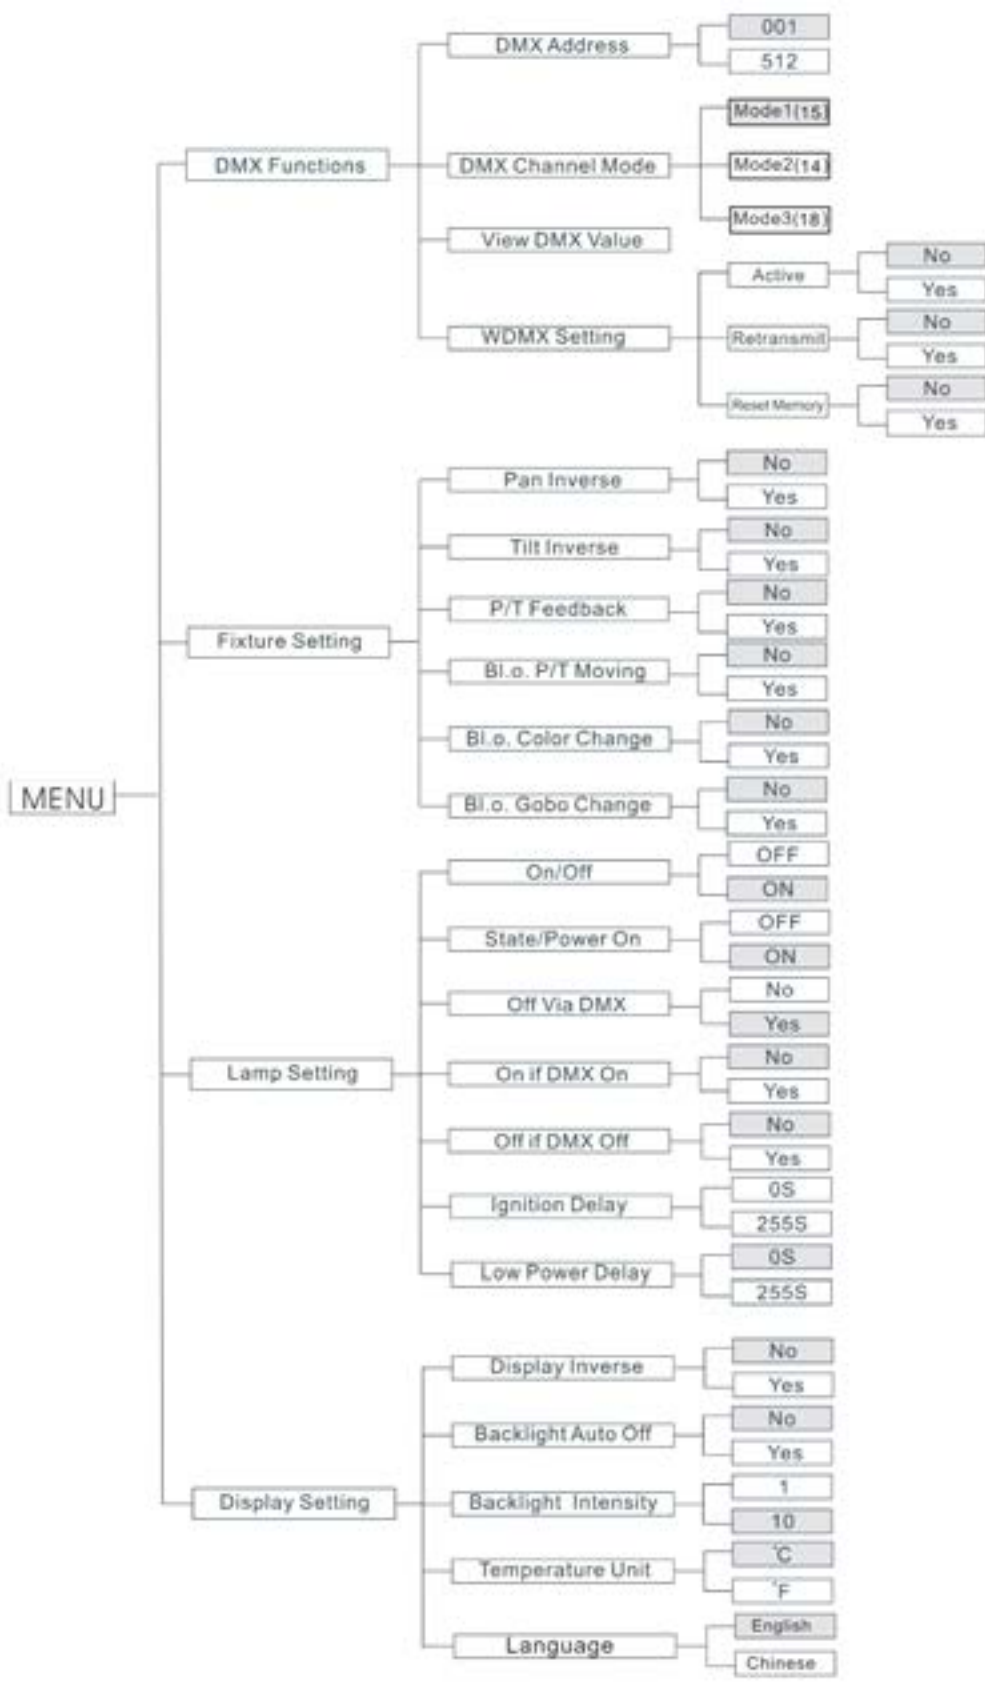 MENU
DMX Functions
DMX Address
001
512
DMX Channel Mode
Mode1(15)
Mode2(14)
Mode3(18)
View DMX Value
WDMX Setting
Active
No
Yes
Retransmit
No
Yes
Reset Memory
No
Yes
Fixture Setting
Pan Inverse
No
Yes
Tilt Inverse
No
Yes
P/T Feedback
No
Yes
Bl.o. P/T Moving
No
Yes
Bl.o. Color Change
No
Yes
Bl.o. Gobo Change
No
Yes
Lamp Setting
On/Off
OFF
ON
State/Power On
OFF
ON
Off Via DMX
No
Yes
On if DMX On
No
Yes
Off if DMX Off
No
Yes
Ignition Delay
0S
255S
Low Power Delay
0S
255S
Display Setting
Display Inverse
No
Yes
Backlight Auto Off
No
Yes
Backlight Intensity
1
10
Temperature Unit
°C
°F
Language
English
Chinese